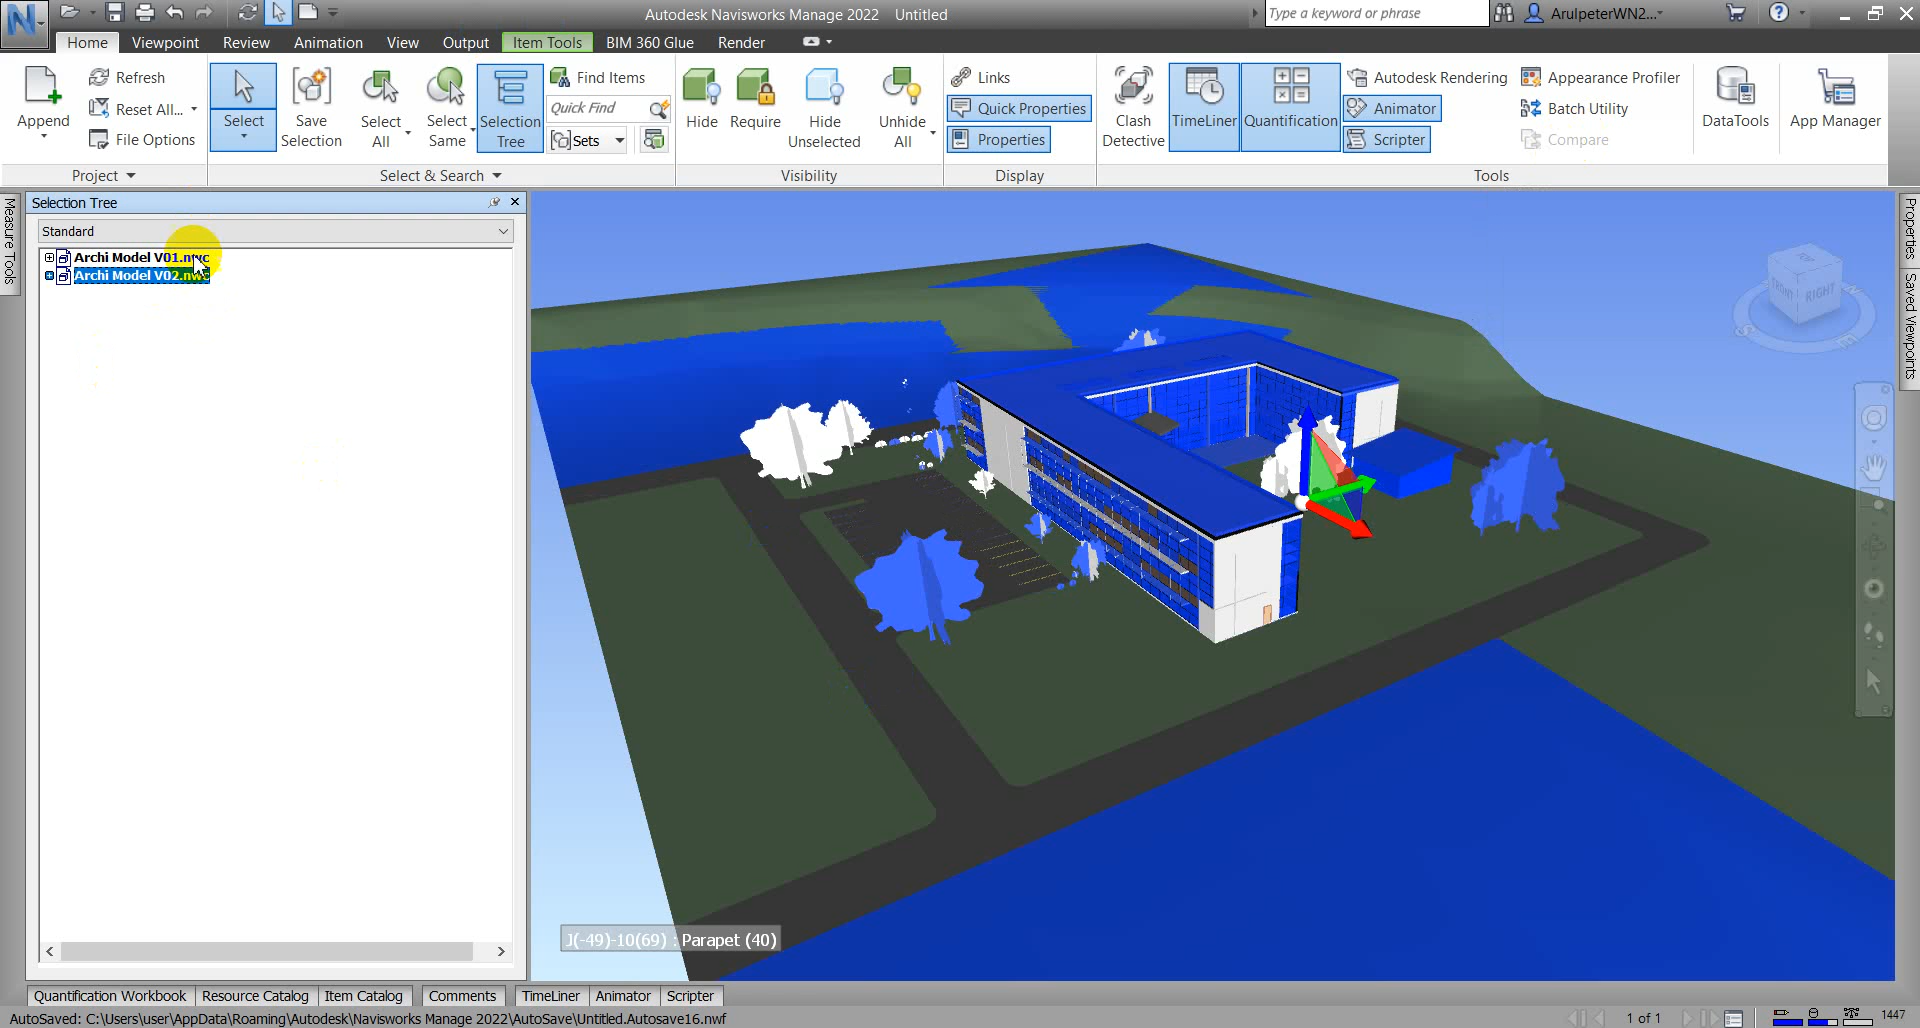 Autodesk Navisworks Manage 2022 Untitled
Type a keyword or phrase
ArulpeterWN2...
Home Viewpoint Review Animation View Output Item Tools BIM 360 Glue Render
Append
Refresh
Reset All...
File Options
Select
Save Selection
Select All
Select Same
Selection Tree
Find Items
Quick Find
Sets
Hide
Require
Hide Unselected
Unhide All
Links
Quick Properties
Properties
Clash Detective
TimeLiner
Quantification
Autodesk Rendering
Animator
Scripter
Appearance Profiler
Batch Utility
Compare
DataTools
App Manager
Project
Select & Search
Visibility
Display
Tools
Measure Tools
Selection Tree
Standard
Archi Model V01.nwc
Archi Model V02.nwc
TOP
FRONT
RIGHT
N
S
E
Properties
Saved Viewpoints
J(-49)-10(69) : Parapet (40)
Quantification Workbook Resource Catalog Item Catalog Comments TimeLiner Animator Scripter
AutoSaved: C:\Users\user\AppData\Roaming\Autodesk\Navisworks Manage 2022\AutoSave\Untitled.Autosave16.nwf
1 of 1
1447